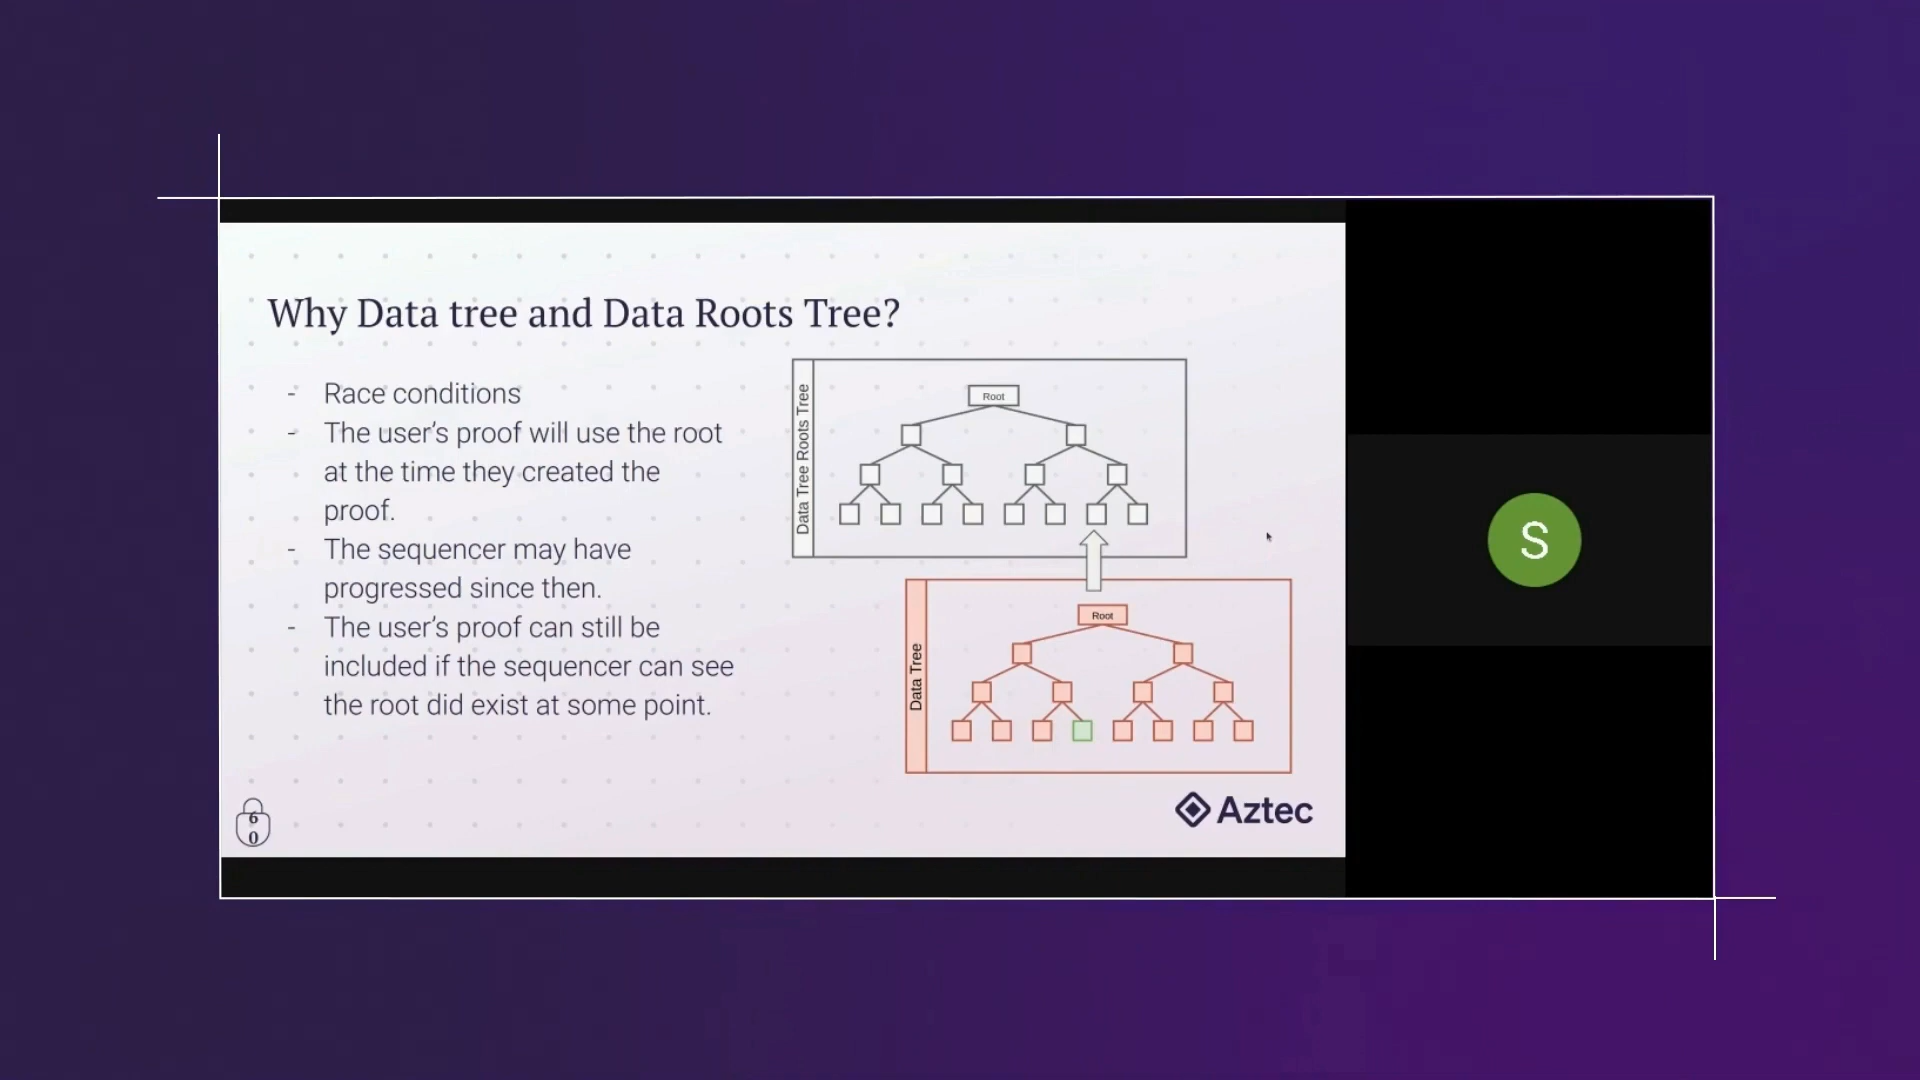 Why Data tree and Data Roots Tree?
- Race conditions
- The user's proof will use the root
at the time they created the
proof.
- The sequencer may have
progressed since then.
- The user's proof can still be
included if the sequencer can see
the root did exist at some point.
Data Tree Roots Tree
Root
Data Tree
Root
6
0
Aztec
S